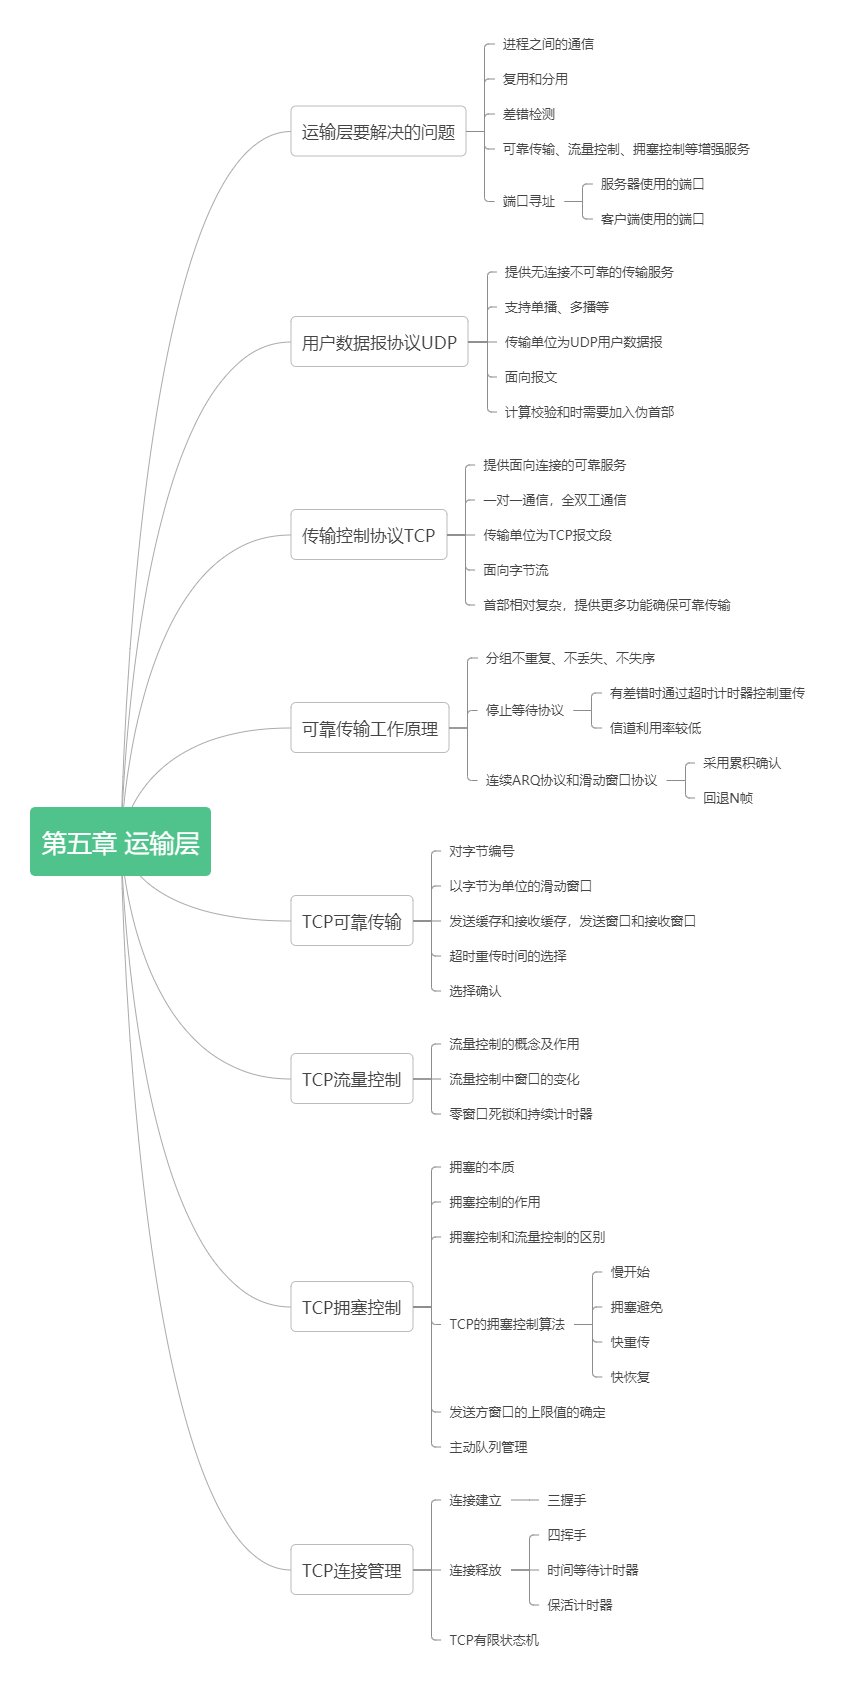 第五章 运输层
运输层要解决的问题
进程之间的通信
复用和分用
差错检测
可靠传输、流量控制、拥塞控制等增强服务
端口寻址
服务器使用的端口
客户端使用的端口
用户数据报协议UDP
提供无连接不可靠的传输服务
支持单播、多播等
传输单位为UDP用户数据报
面向报文
计算校验和时需要加入伪首部
传输控制协议TCP
提供面向连接的可靠服务
一对一通信，全双工通信
传输单位为TCP报文段
面向字节流
首部相对复杂，提供更多功能确保可靠传输
可靠传输工作原理
分组不重复、不丢失、不失序
停止等待协议
有差错时通过超时计时器控制重传
信道利用率较低
连续ARQ协议和滑动窗口协议
采用累积确认
回退N帧
TCP可靠传输
对字节编号
以字节为单位的滑动窗口
发送缓存和接收缓存，发送窗口和接收窗口
超时重传时间的选择
选择确认
TCP流量控制
流量控制的概念及作用
流量控制中窗口的变化
零窗口死锁和持续计时器
TCP拥塞控制
拥塞的本质
拥塞控制的作用
拥塞控制和流量控制的区别
TCP的拥塞控制算法
慢开始
拥塞避免
快重传
快恢复
发送方窗口的上限值的确定
主动队列管理
TCP连接管理
连接建立
三握手
连接释放
四挥手
时间等待计时器
保活计时器
TCP有限状态机